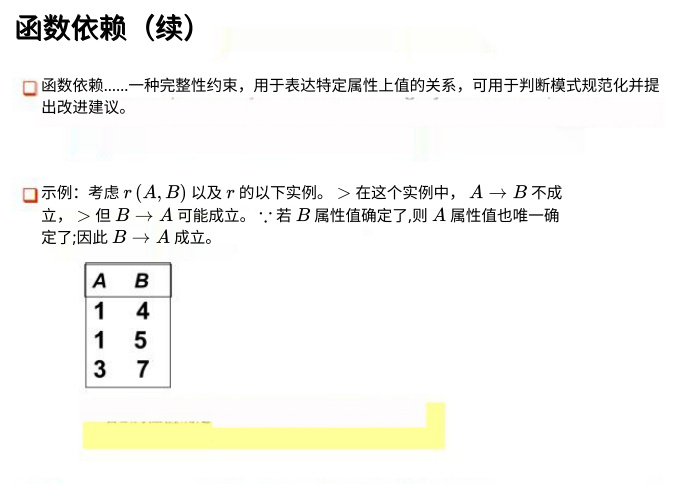 函数依赖（续）
函数依赖......一种完整性约束，用于表达特定属性上值的关系，可用于判断模式规范化并提
出改进建议。
示例：考虑 r (A, B) 以及 r 的以下实例。 > 在这个实例中， A → B 不成
立， > 但 B → A 可能成立。∵ 若 B 属性值确定了,则 A 属性值也唯一确
定了;因此 B → A 成立。
A B
1 4
1 5
3 7